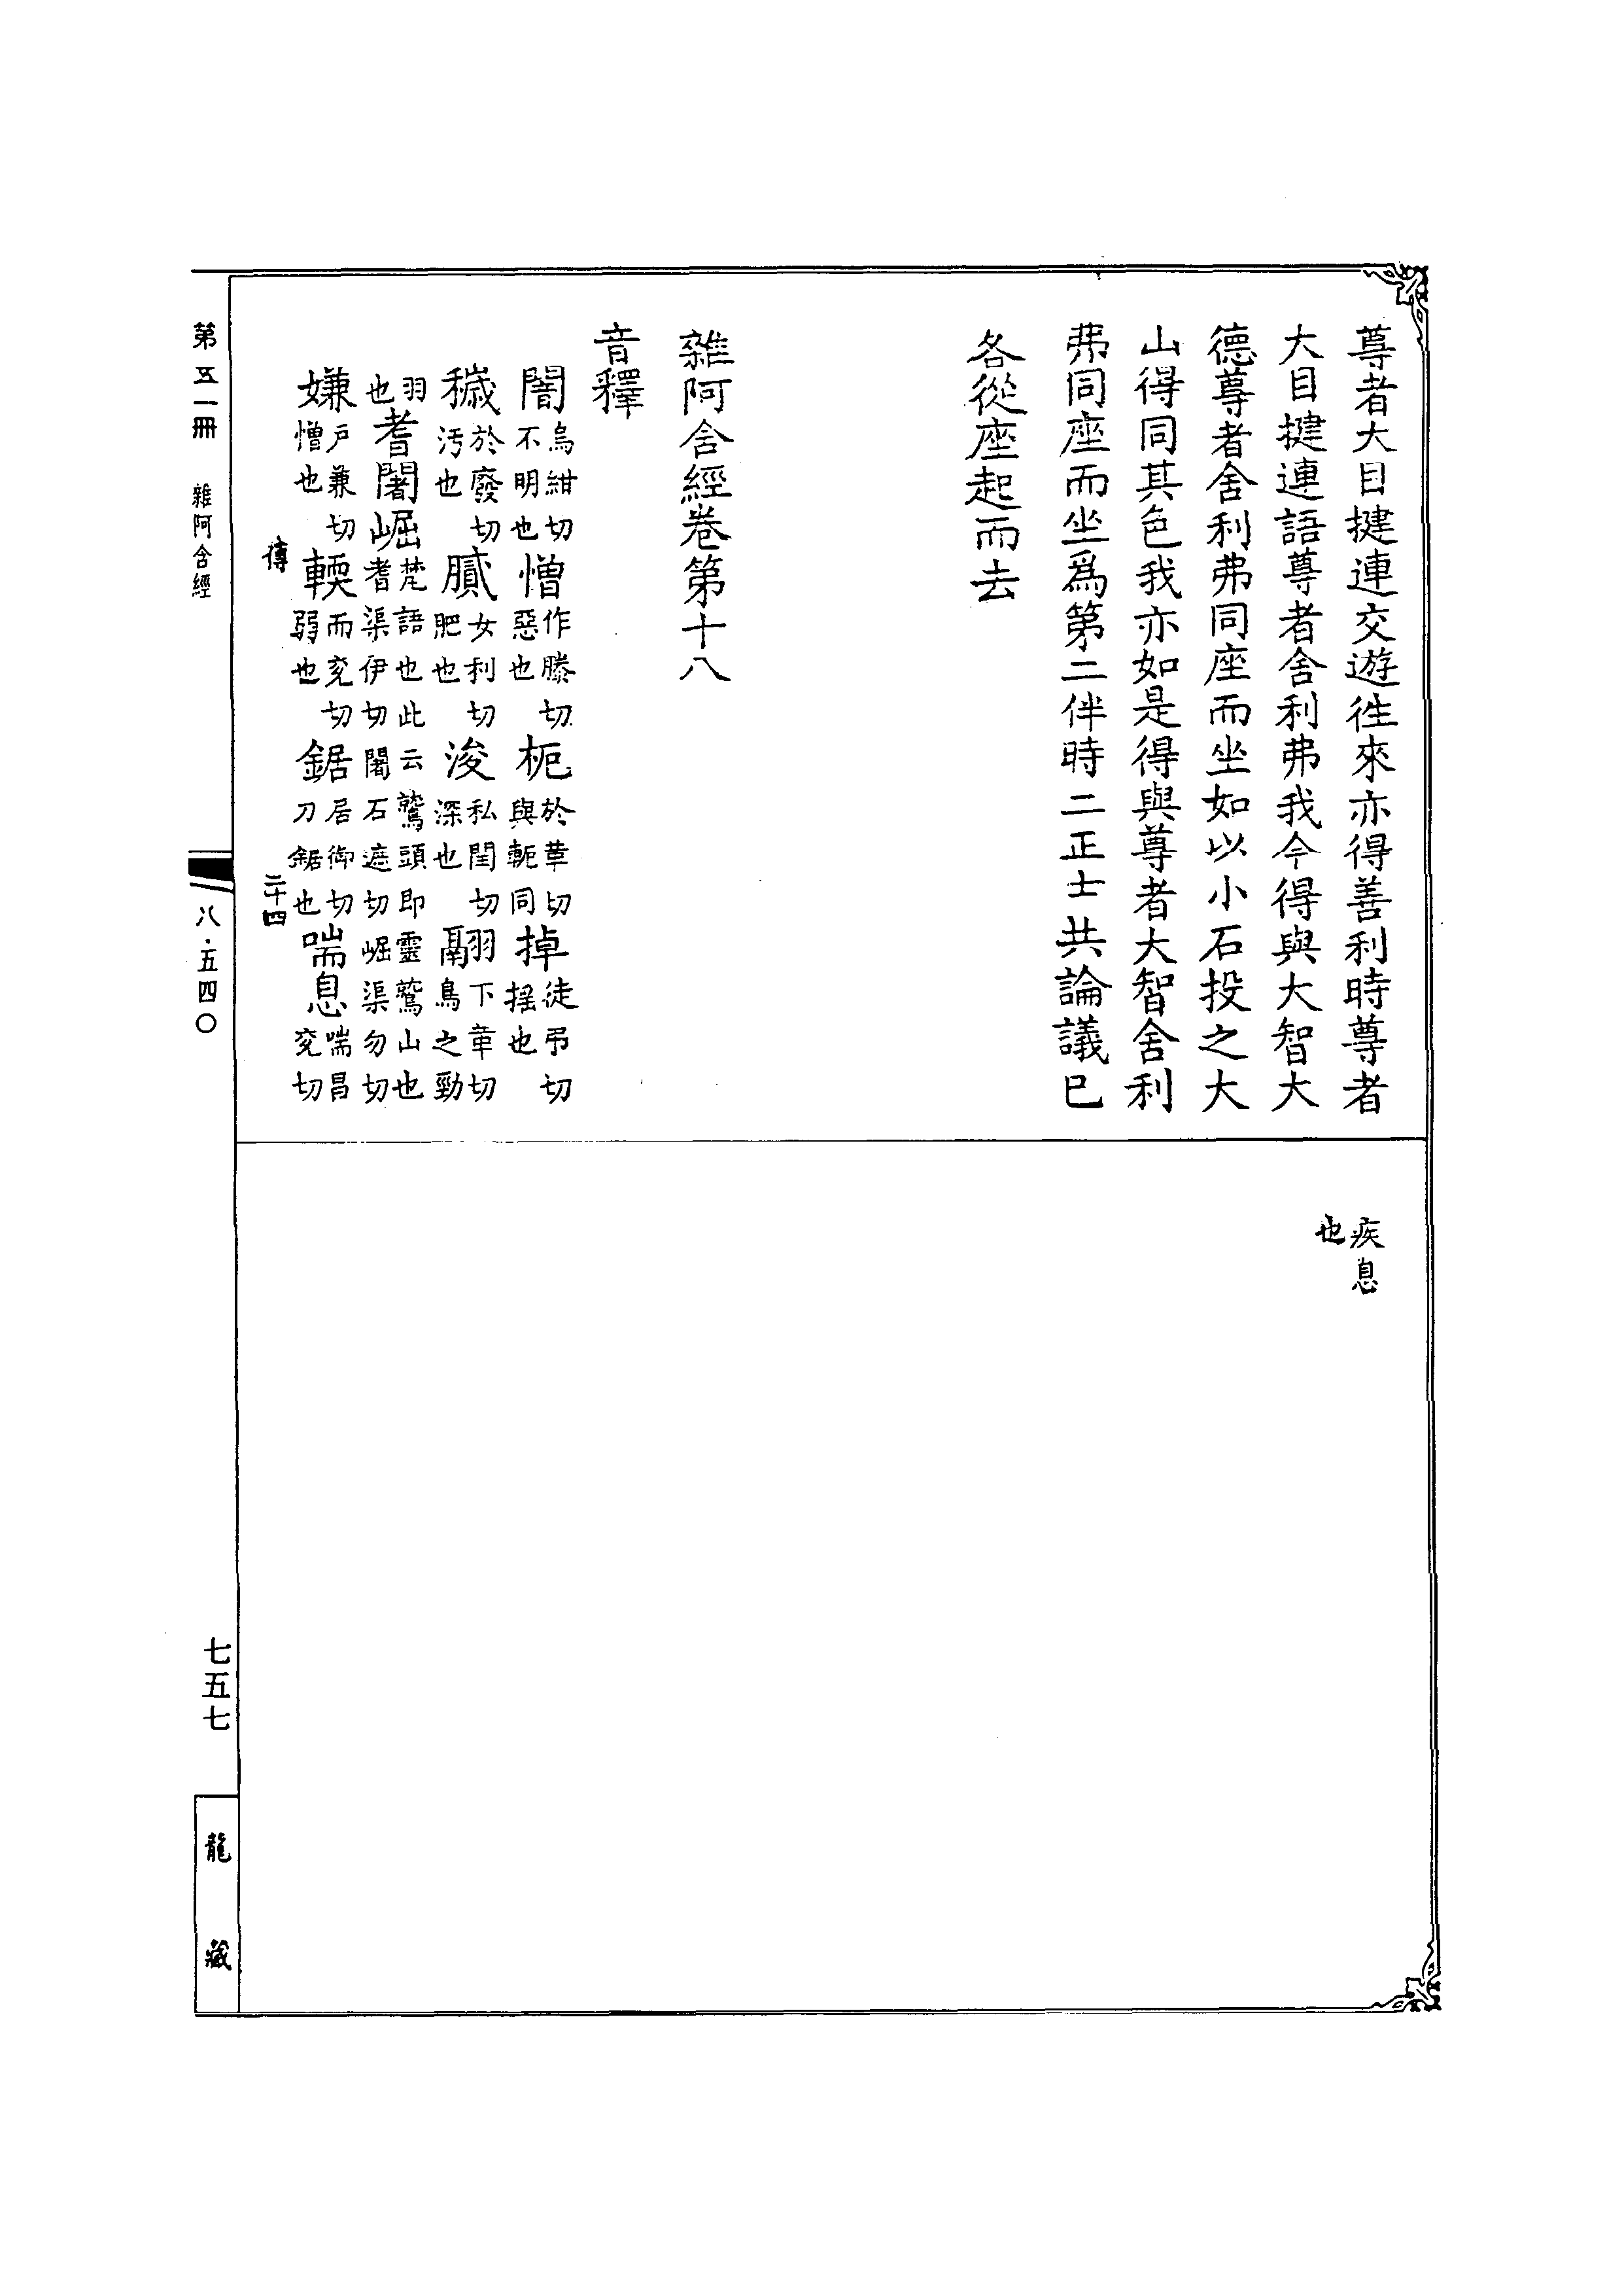 尊者大目揵連交遊往來亦得善利時尊者
大目揵連語尊者舍利弗我今得與大智大
德尊者舍利弗同座而坐如以小石投之大
山得同其色我亦如是得與尊者大智舍利
弗同座而坐爲第二伴時二正士共論議已
各從座起而去
雜阿含經卷第十八
音釋
闇烏紺切不明也憎作滕切惡也枙於革切與軛同掉徒弔切搖也
穢於廢切汚也膩女利切肥也浚私閏切深也翮下革切鳥之勁
羽也耆闍崛梵語也此云鷲頭即靈鷲山也耆渠伊切闍石遮切崛渠勿切
嫌戶兼切憎也輭而兖切弱也鋸居御切刀鋸也喘息喘昌兖切
疾息也
傳
二十四
第五一冊 雜阿含經
八·五四〇
七五七
龍藏